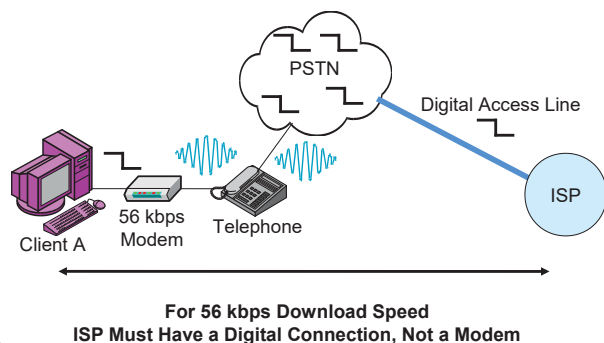 PSTN
Digital Access Line
ISP
Client A
56 kbps
Modem
Telephone
For 56 kbps Download Speed
ISP Must Have a Digital Connection, Not a Modem